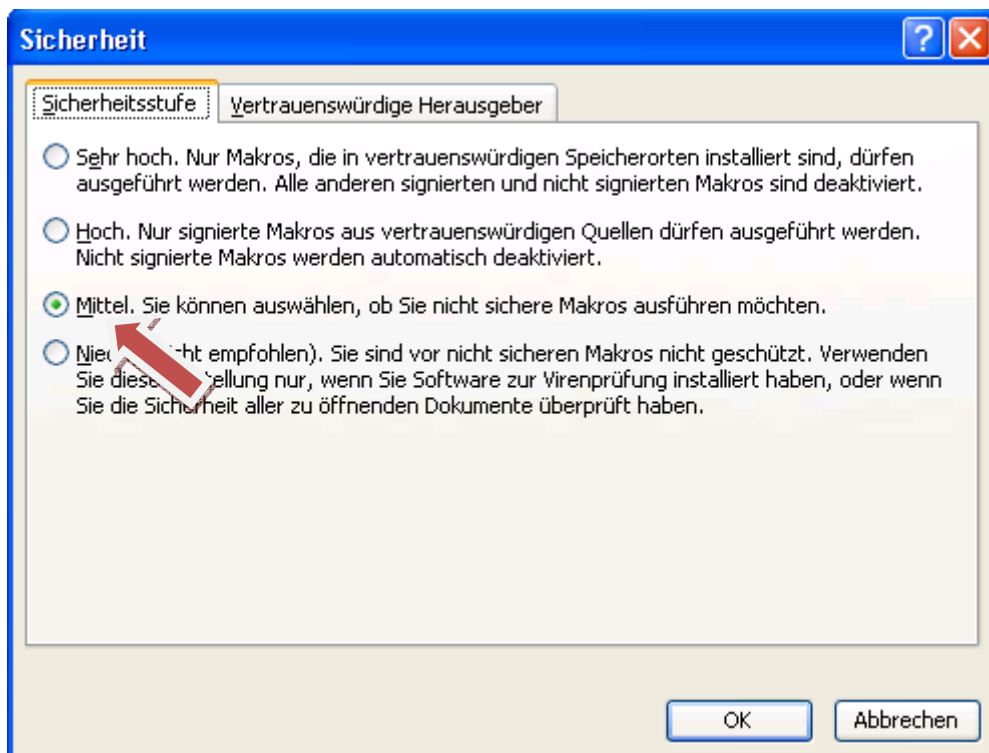 Sicherheit
Sicherheitsstufe Vertrauenswürdige Herausgeber
Sehr hoch. Nur Makros, die in vertrauenswürdigen Speicherorten installiert sind, dürfen
ausgeführt werden. Alle anderen signierten und nicht signierten Makros sind deaktiviert.
Hoch. Nur signierte Makros aus vertrauenswürdigen Quellen dürfen ausgeführt werden.
Nicht signierte Makros werden automatisch deaktiviert.
Mittel. Sie können auswählen, ob Sie nicht sichere Makros ausführen möchten.
empfohlen). Sie sind vor nicht sicheren Makros nicht geschützt. Verwenden
Sie nur, wenn Sie Software zur Virenprüfung installiert haben, oder wenn
Sie die Sicherheit aller zu öffnenden Dokumente überprüft haben.
OK Abbrechen